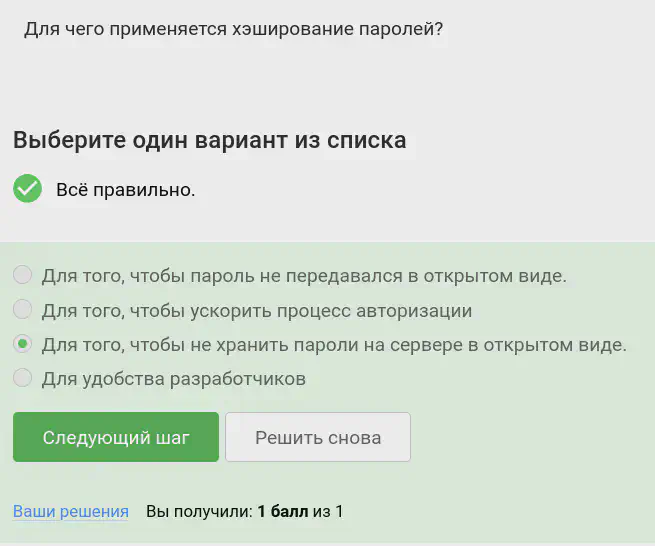 Для чего применяется хэширование паролей?
Выберите один вариант из списка
Всё правильно.
Для того, чтобы пароль не передавался в открытом виде.
Для того, чтобы ускорить процесс авторизации
Для того, чтобы не хранить пароли на сервере в открытом виде.
Для удобства разработчиков
Следующий шаг Решить снова
Ваши решения Вы получили: 1 балл из 1